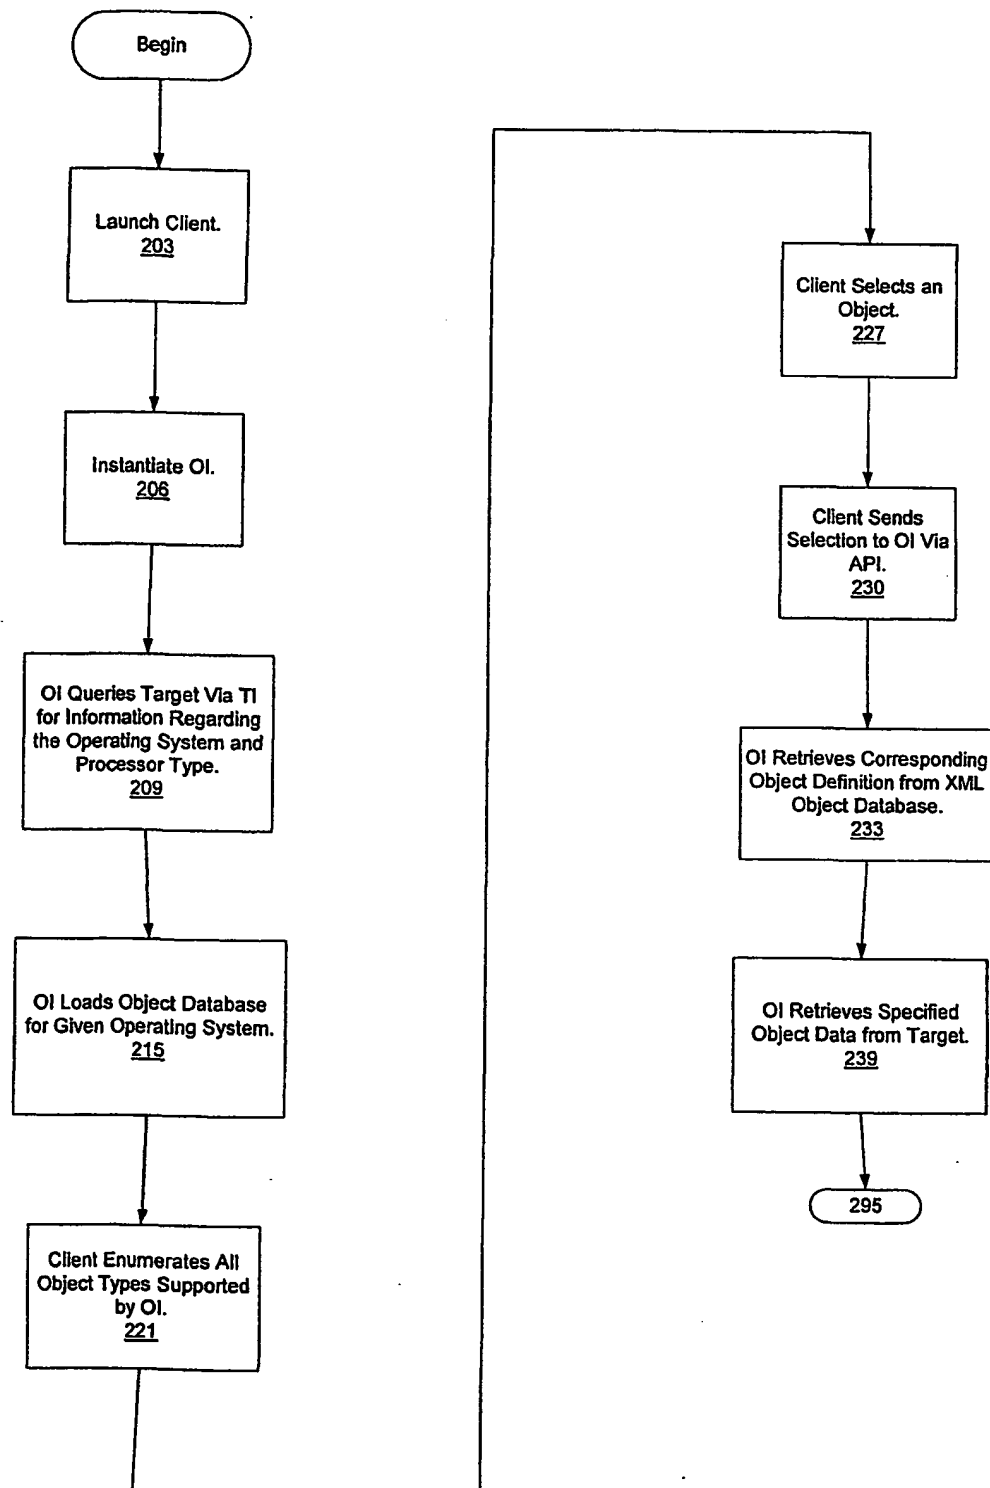 Begin
Launch Client.
203
Instantiate OI.
206
OI Queries Target Via TI
for Information Regarding
the Operating System and
Processor Type.
209
OI Loads Object Database
for Given Operating System.
215
Client Enumerates All
Object Types Supported
by OI.
221
Client Selects an
Object.
227
Client Sends
Selection to OI Via
API.
230
OI Retrieves Corresponding
Object Definition from XML
Object Database.
233
OI Retrieves Specified
Object Data from Target.
239
295